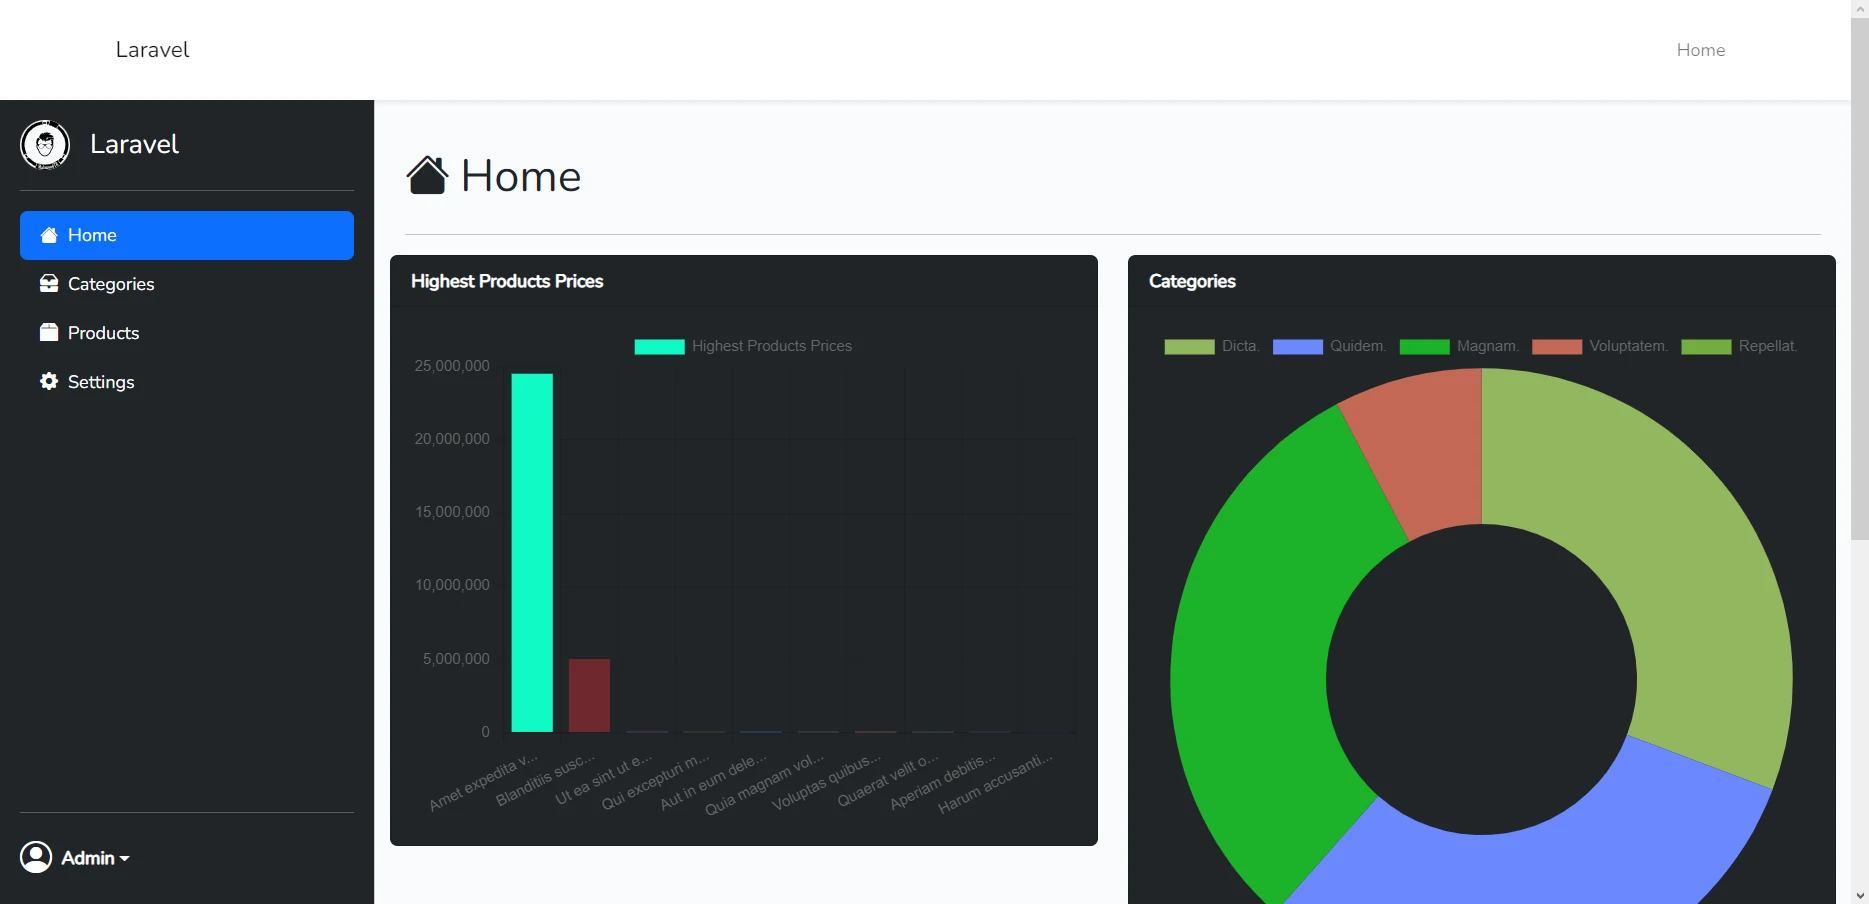 Laravel
Home
Laravel
Home
Categories
Products
Settings
Admin
Home
Highest Products Prices
Highest Products Prices
25,000,000
20,000,000
15,000,000
10,000,000
5,000,000
0
Amet expedita v...
Blanditiis susc...
Ut ea sint ut e...
Qui excepturi m...
Aut in eum dele...
Quia magnam vol...
Voluptas quibus...
Quaerat velit o...
Aperiam debitis...
Harum accusanti...
Categories
Dicta. Quidem. Magnam. Voluptatem. Repellat.